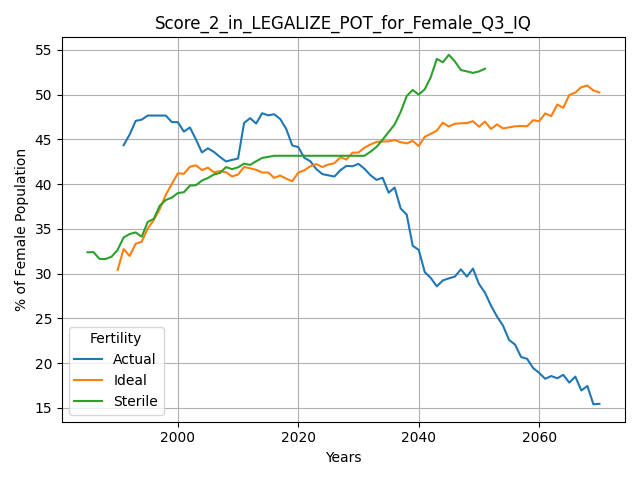 Score_2_in_LEGALIZE_POT_for_Female_Q3_IQ
% of Female Population
55
50
45
40
35
30
25
20
15
Fertility
Actual
Ideal
Sterile
2000 2020 2040 2060
Years